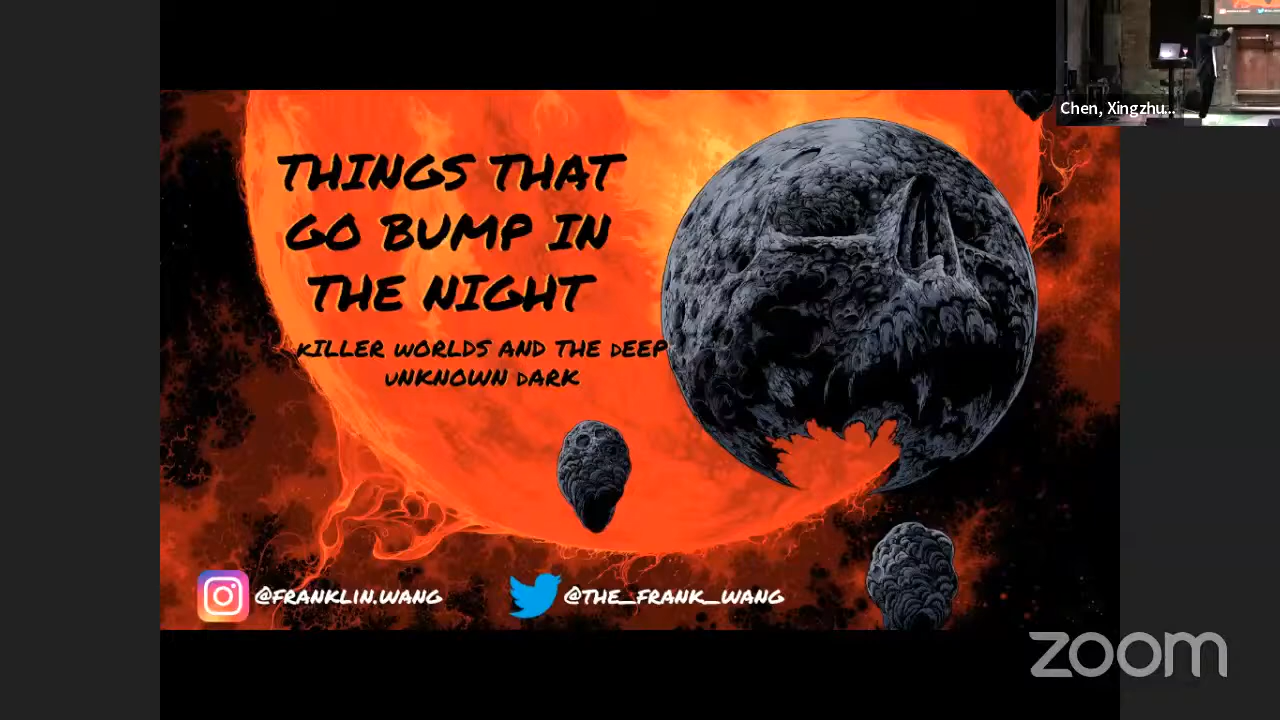 Chen, Xingzhu...
THINGS THAT
GO BUMP IN
THE NIGHT
KILLER WORLDS AND THE DEEP
UNKNOWN DARK
@FRANKLIN.WANG
@THE_FRANK_WANG
zoom